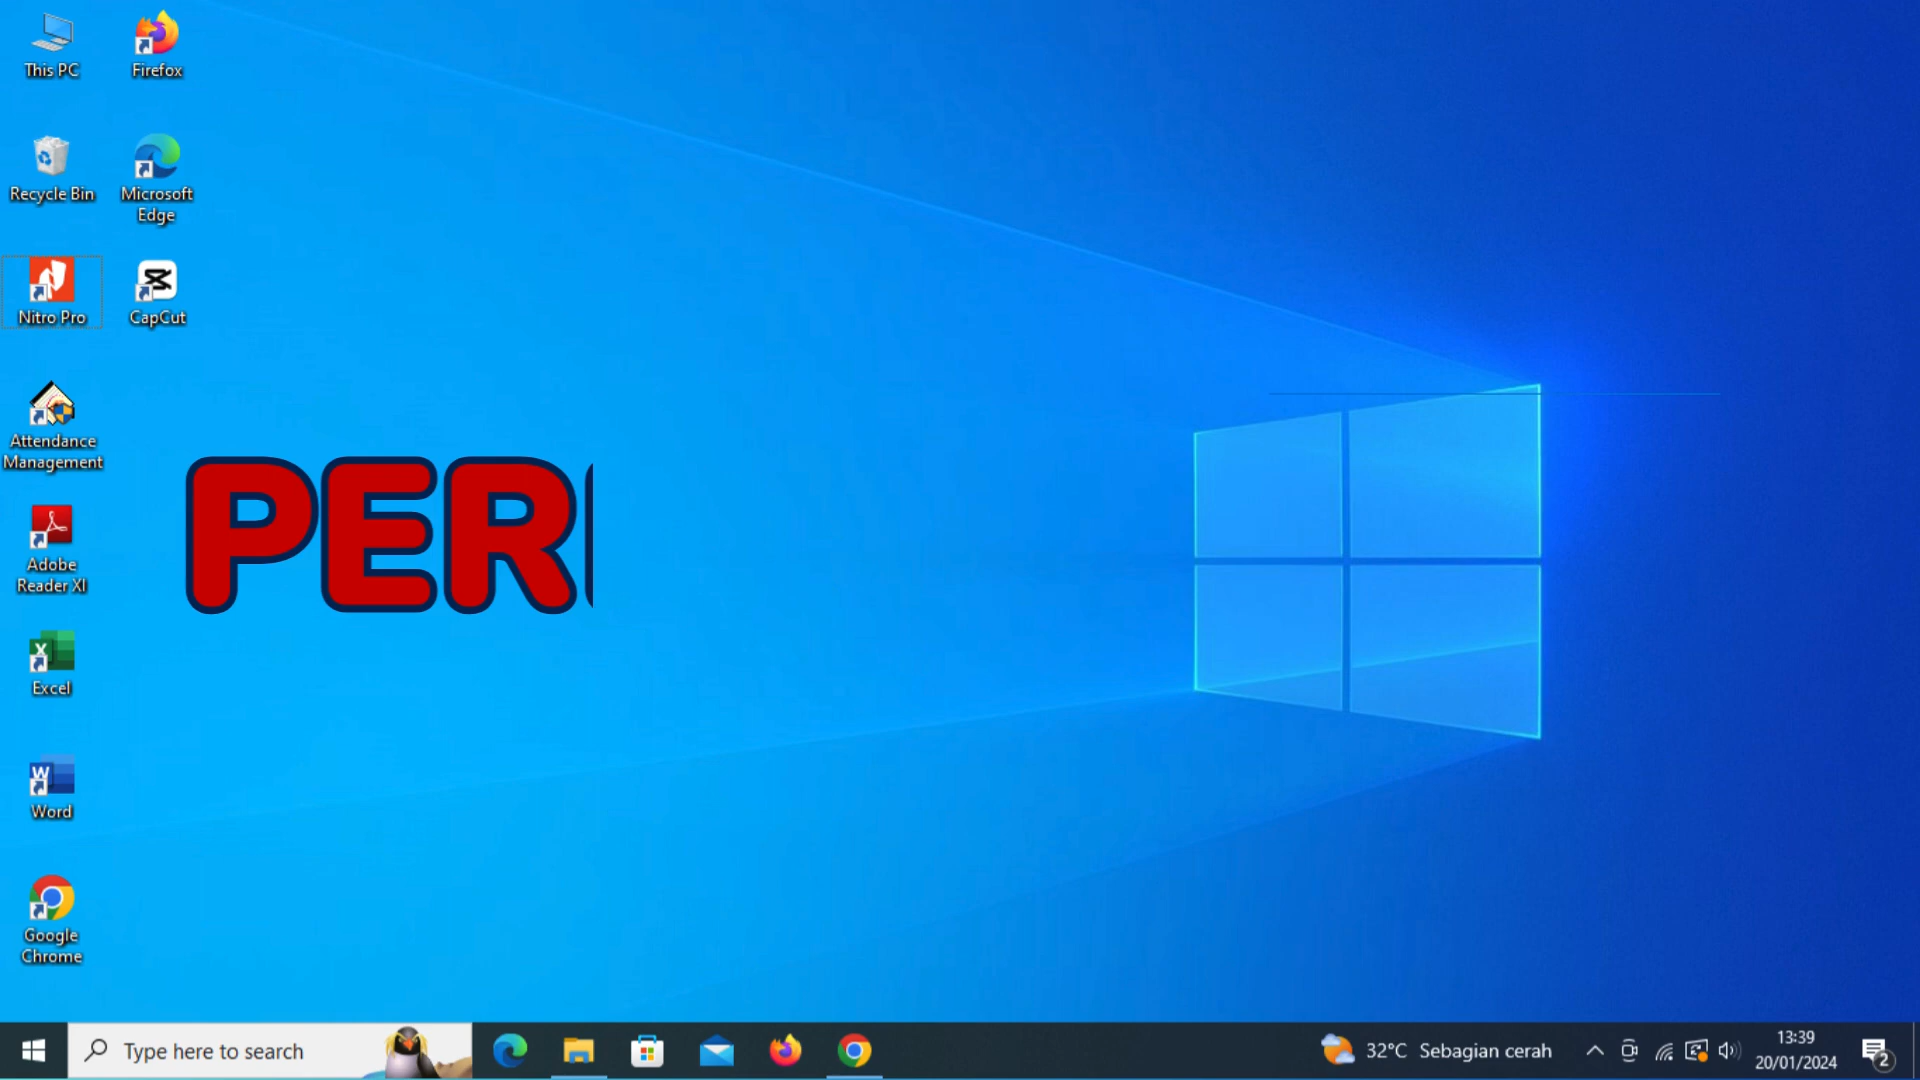 This PC
Firefox
Recycle Bin
Microsoft
Edge
Nitro Pro
CapCut
Attendance
Management
PER
Adobe
Reader XI
Excel
Word
Google
Chrome
Type here to search
32°C Sebagian cerah
13:39
20/01/2024
2